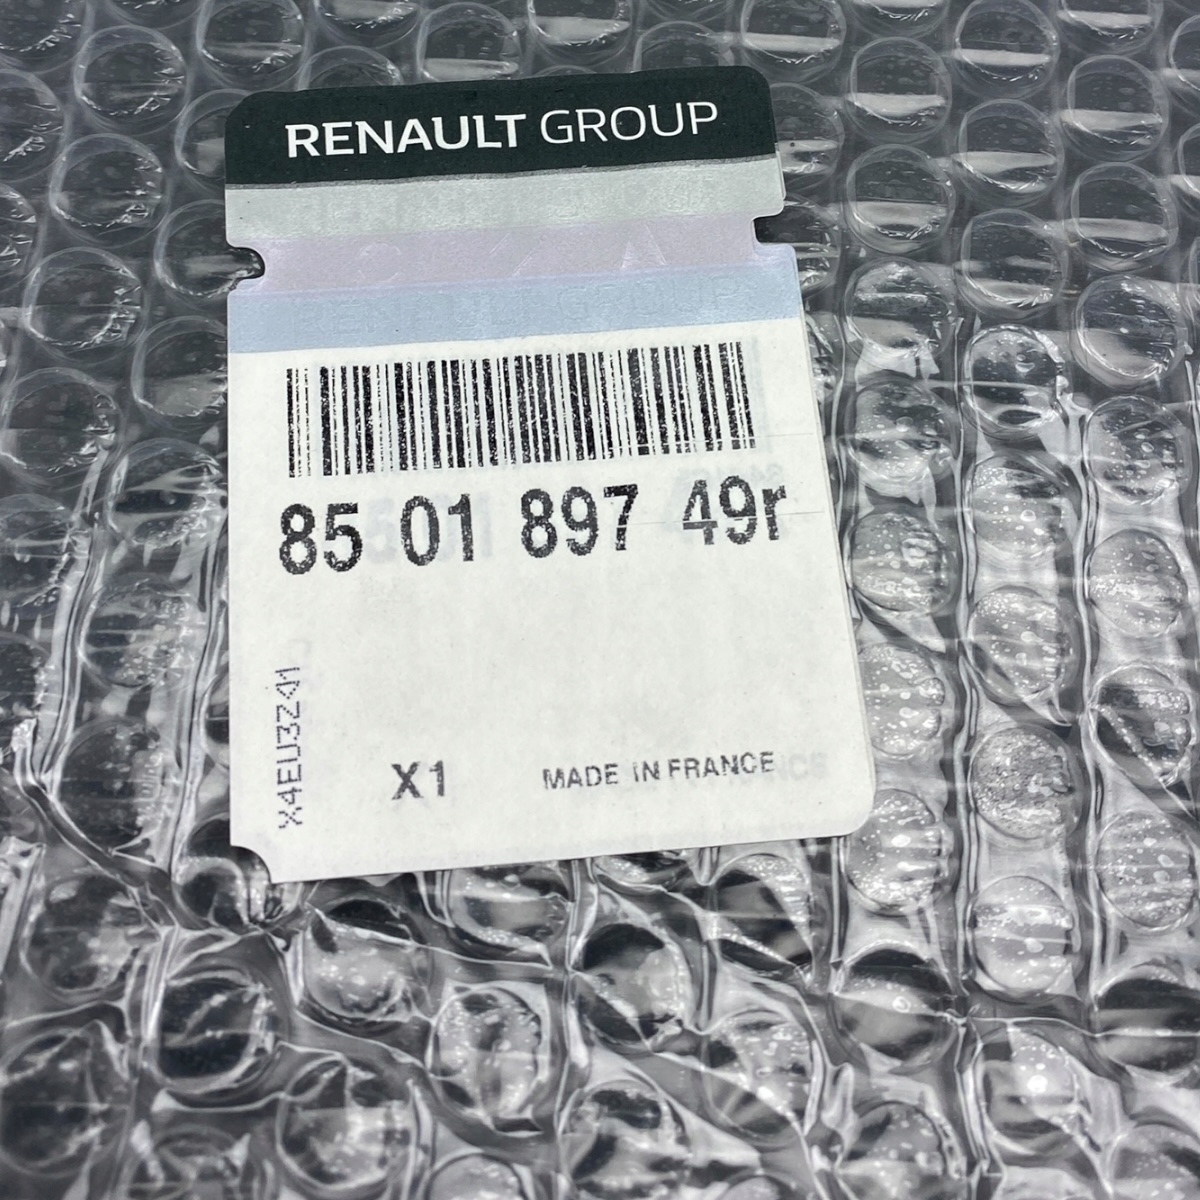 RENAULT GROUP
85 01 897 49r
X4EU3Z41
X1
MADE IN FRANCE